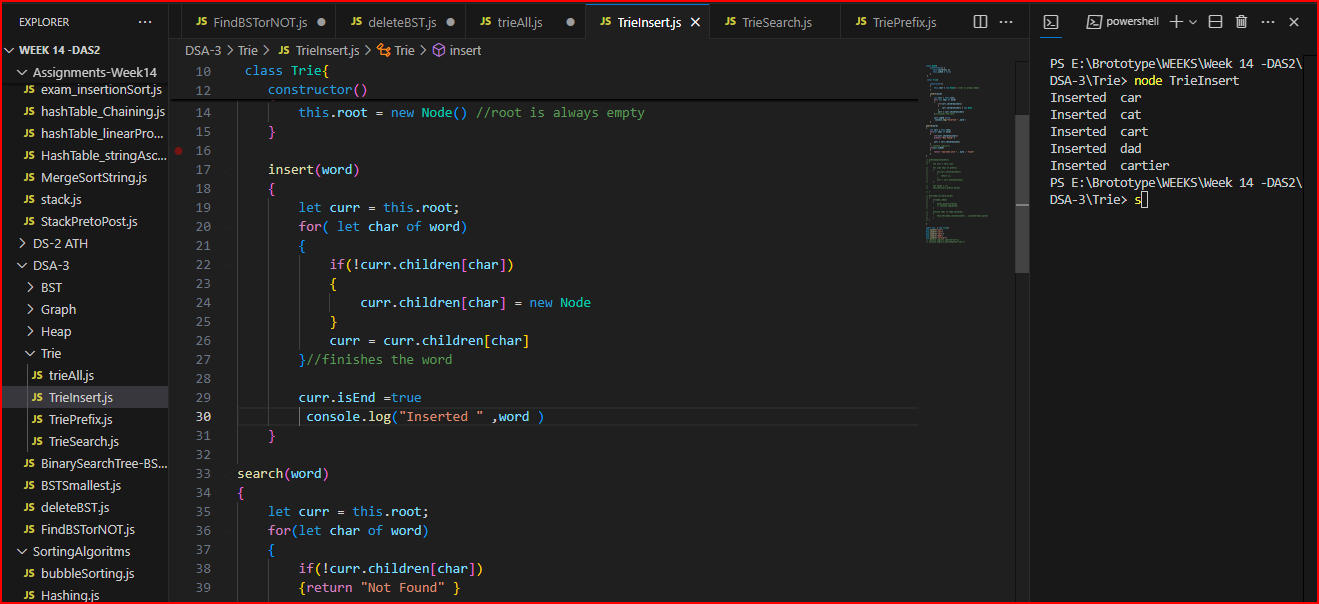 EXPLORER
···
WEEK 14 -DAS2
Assignments-Week14
JS exam_insertionSort.js
JS hashTable_Chaining.js
JS hashTable_linearPro...
JS HashTable_stringAsc...
JS MergeSortString.js
JS stack.js
JS StackPretoPost.js
DS-2 ATH
DSA-3
BST
Graph
Heap
Trie
JS trieAll.js
JS TrieInsert.js
JS TriePrefix.js
JS TrieSearch.js
JS BinarySearchTree-BS...
JS BSTSmallest.js
JS deleteBST.js
JS FindBSTorNOT.js
SortingAlgoritms
JS bubbleSorting.js
JS Hashing.js
JS FindBSTorNOT.js
JS deleteBST.js
JS trieAll.js
JS TrieInsert.js
JS TrieSearch.js
JS TriePrefix.js
DSA-3 > Trie > JS TrieInsert.js > Trie > insert
10 class Trie{
12 constructor()
14 this.root = new Node() //root is always empty
15 }
16
17 insert(word)
18 {
19 let curr = this.root;
20 for( let char of word)
21 {
22 if(!curr.children[char])
23 {
24 curr.children[char] = new Node
25 }
26 curr = curr.children[char]
27 }//finishes the word
28
29 curr.isEnd =true
30 console.log("Inserted " ,word )
31 }
32
33 search(word)
34 {
35 let curr = this.root;
36 for(let char of word)
37 {
38 if(!curr.children[char])
39 {return "Not Found" }
powershell
PS E:\Brototype\WEEKS\Week 14 -DAS2\
DSA-3\Trie> node TrieInsert
Inserted  car
Inserted  cat
Inserted  cart
Inserted  dad
Inserted  cartier
PS E:\Brototype\WEEKS\Week 14 -DAS2\
DSA-3\Trie> s